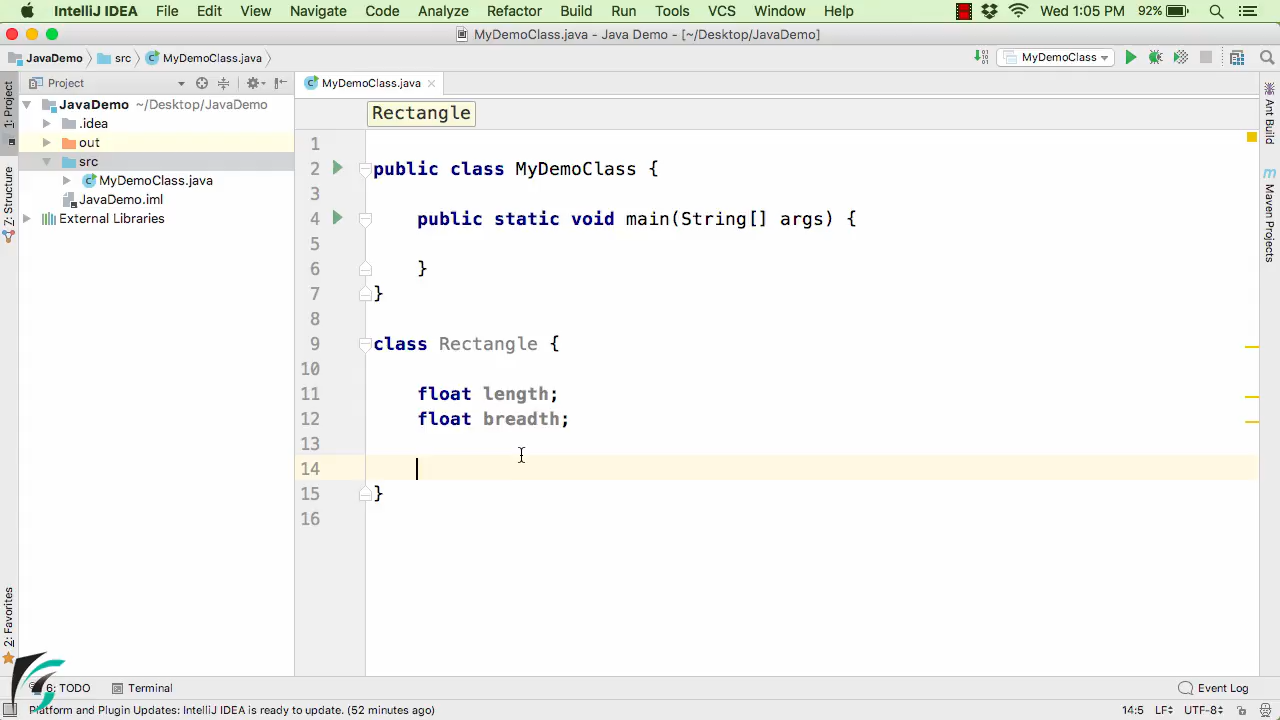 IntelliJ IDEA File Edit View Navigate Code Analyze Refactor Build Run Tools VCS Window Help Wed 1:05 PM 92%
MyDemoClass.java - Java Demo - [~/Desktop/JavaDemo]
JavaDemo src MyDemoClass.java MyDemoClass
Project MyDemoClass.java
JavaDemo ~/Desktop/JavaDemo
.idea
out
src
MyDemoClass.java
JavaDemo.iml
External Libraries
1: Project
Z: Structure
2: Favorites
Rectangle
1
2 public class MyDemoClass {
3
4 public static void main(String[] args) {
5
6 }
7 }
8
9 class Rectangle {
10
11 float length;
12 float breadth;
13
14
15 }
16
Ant Build
m Maven Projects
6: TODO Terminal Event Log
Platform and Plugin Updates: IntelliJ IDEA is ready to update. (52 minutes ago) 14:5 LF UTF-8